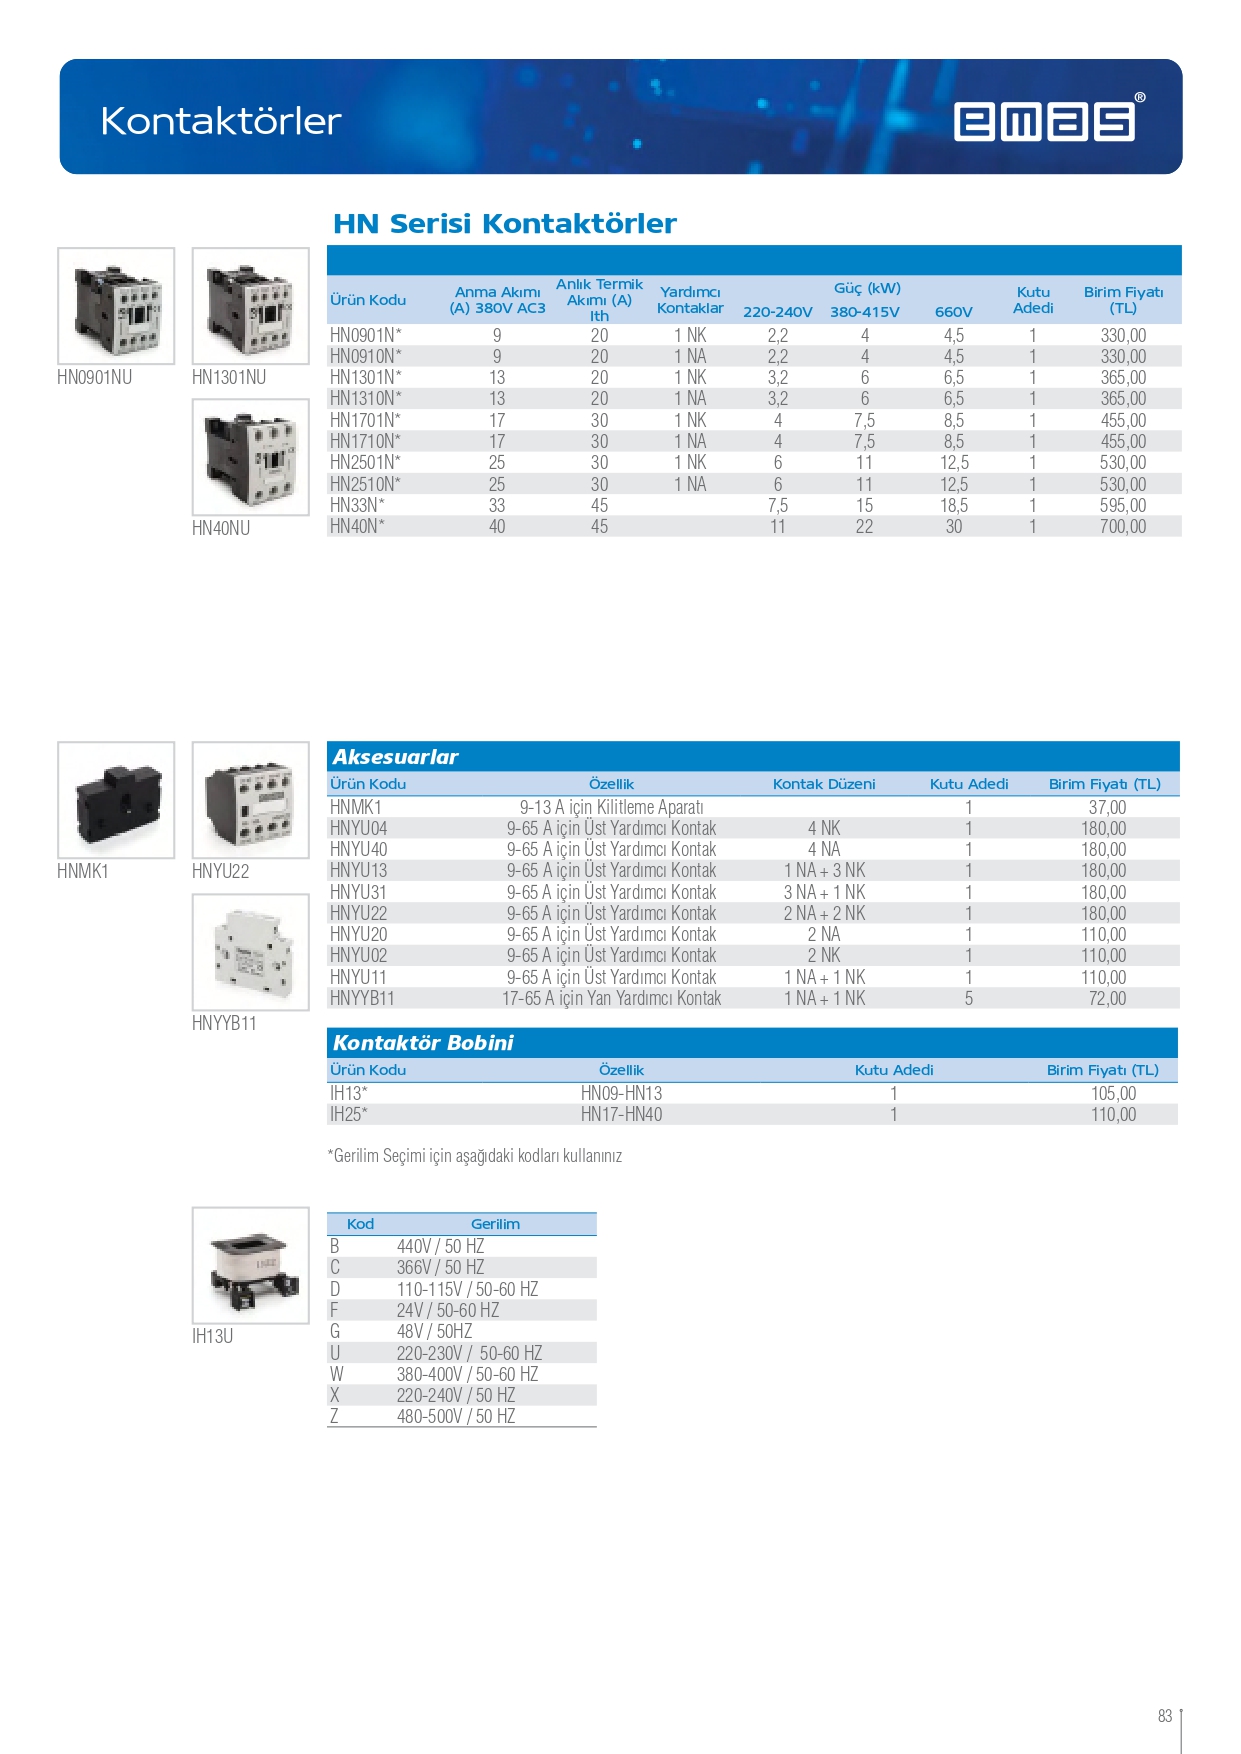 Kontaktörler
emas®
HN Serisi Kontaktörler
Ürün Kodu Anma Akımı (A) 380V AC3 Anlık Termik Akımı (A) Ith Yardımcı Kontaklar Güç (kW) 220-240V 380-415V 660V Kutu Adedi Birim Fiyatı (TL)
HN0901N* 9 20 1 NK 2,2 4 4,5 1 330,00
HN0910N* 9 20 1 NA 2,2 4 4,5 1 330,00
HN1301N* 13 20 1 NK 3,2 6 6,5 1 365,00
HN1310N* 13 20 1 NA 3,2 6 6,5 1 365,00
HN1701N* 17 30 1 NK 4 7,5 8,5 1 455,00
HN1710N* 17 30 1 NA 4 7,5 8,5 1 455,00
HN2501N* 25 30 1 NK 6 11 12,5 1 530,00
HN2510N* 25 30 1 NA 6 11 12,5 1 530,00
HN33N* 33 45 7,5 15 18,5 1 595,00
HN40N* 40 45 11 22 30 1 700,00
HN0901NU HN1301NU
HN40NU
Aksesuarlar
Ürün Kodu Özellik Kontak Düzeni Kutu Adedi Birim Fiyatı (TL)
HNMK1 9-13 A için Kilitleme Aparatı 1 37,00
HNYU04 9-65 A için Üst Yardımcı Kontak 4 NK 1 180,00
HNYU40 9-65 A için Üst Yardımcı Kontak 4 NA 1 180,00
HNYU13 9-65 A için Üst Yardımcı Kontak 1 NA + 3 NK 1 180,00
HNYU31 9-65 A için Üst Yardımcı Kontak 3 NA + 1 NK 1 180,00
HNYU22 9-65 A için Üst Yardımcı Kontak 2 NA + 2 NK 1 180,00
HNYU20 9-65 A için Üst Yardımcı Kontak 2 NA 1 110,00
HNYU02 9-65 A için Üst Yardımcı Kontak 2 NK 1 110,00
HNYU11 9-65 A için Üst Yardımcı Kontak 1 NA + 1 NK 1 110,00
HNYYB11 17-65 A için Yan Yardımcı Kontak 1 NA + 1 NK 5 72,00
HNMK1 HNYU22
HNYYB11
Kontaktör Bobini
Ürün Kodu Özellik Kutu Adedi Birim Fiyatı (TL)
IH13* HN09-HN13 1 105,00
IH25* HN17-HN40 1 110,00
*Gerilim Seçimi için aşağıdaki kodları kullanınız
Kod Gerilim
B 440V / 50 HZ
C 366V / 50 HZ
D 110-115V / 50-60 HZ
F 24V / 50-60 HZ
G 48V / 50HZ
U 220-230V / 50-60 HZ
W 380-400V / 50-60 HZ
X 220-240V / 50 HZ
Z 480-500V / 50 HZ
IH13U
83